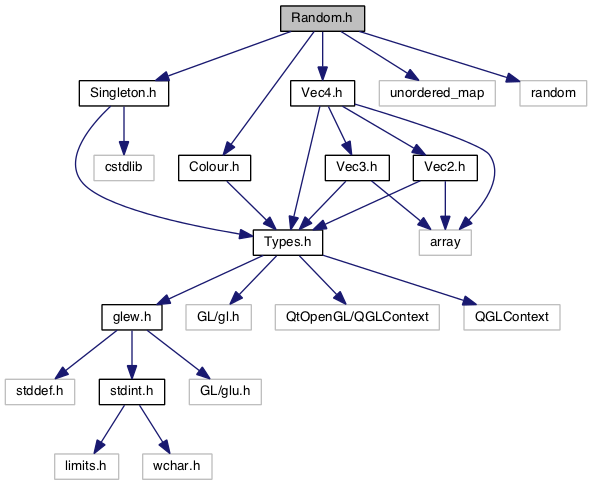 Random.h
Singleton.h
Vec4.h
unordered_map
random
cstdlib
Colour.h
Vec3.h
Vec2.h
Types.h
array
glew.h
GL/gl.h
QtOpenGL/QGLContext
QGLContext
stddef.h
stdint.h
GL/glu.h
limits.h
wchar.h